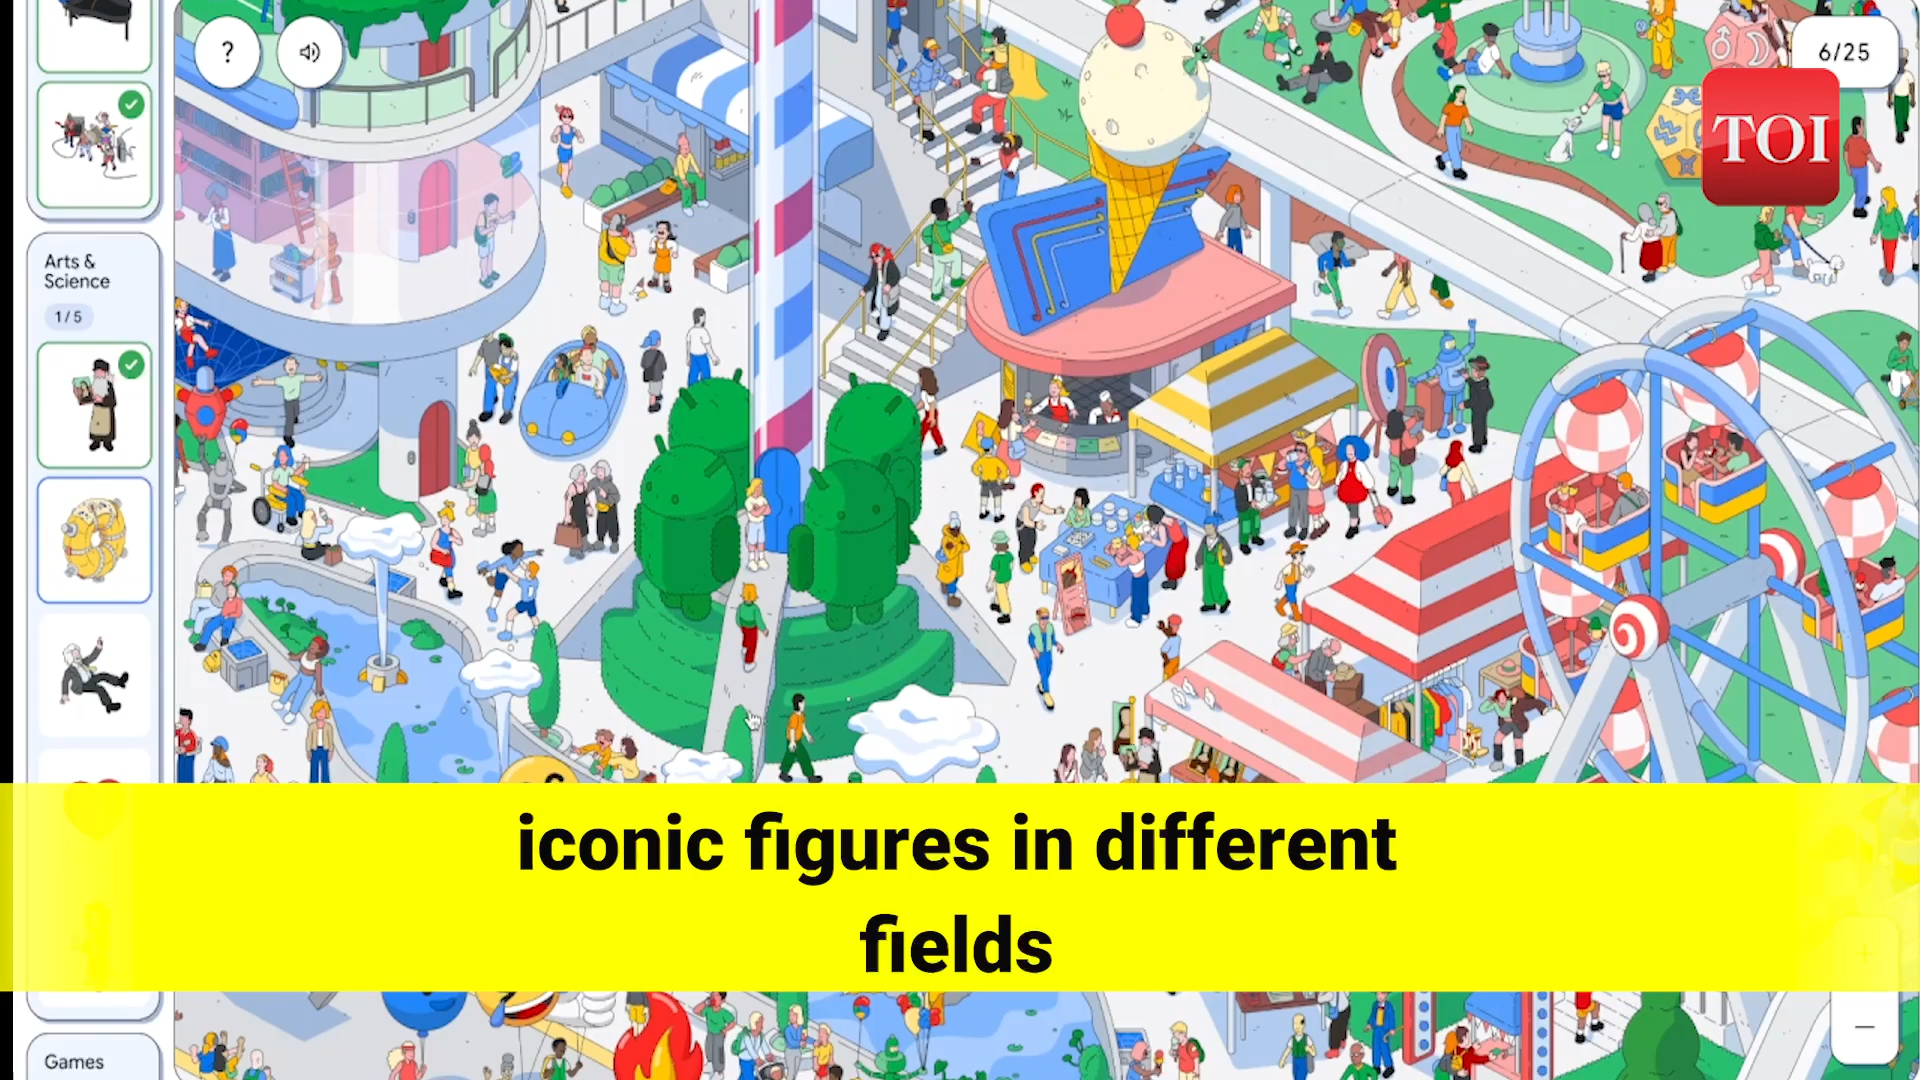 ?
6/25
TOI
Arts &
Science
1/5
iconic figures in different
fields
Games